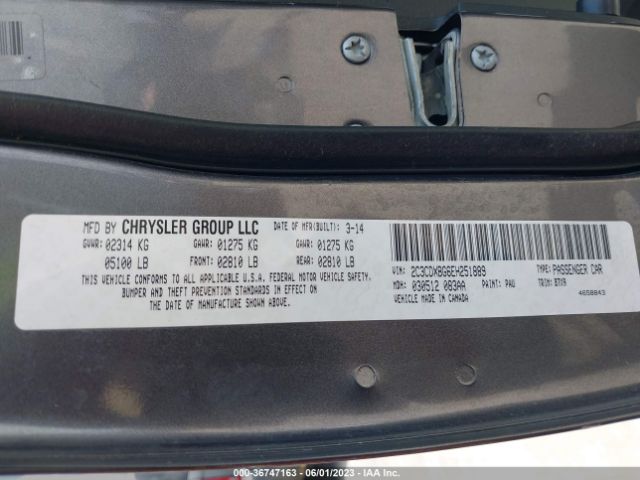 MFD BY CHRYSLER GROUP LLC DATE OF MFR(BUILT): 3-14
GVWR: 02314 KG GAWR: 01275 KG GAWR: 01275 KG
05100 LB FRONT: 02810 LB REAR: 02810 LB
THIS VEHICLE CONFORMS TO ALL APPLICABLE U.S.A. FEDERAL MOTOR VEHICLE SAFETY,
BUMPER AND THEFT PREVENTION STANDARDS IN EFFECT ON
THE DATE OF MANUFACTURE SHOWN ABOVE.
VIN: 2C3CDXBG6EH251889 TYPE: PASSENGER CAR
MDH: 030512 083AA PAINT: PAU TRIM: BTX9
VEHICLE MADE IN CANADA 4658843
© COPART - 36747163 - 06/01/2023 - IAA Inc.